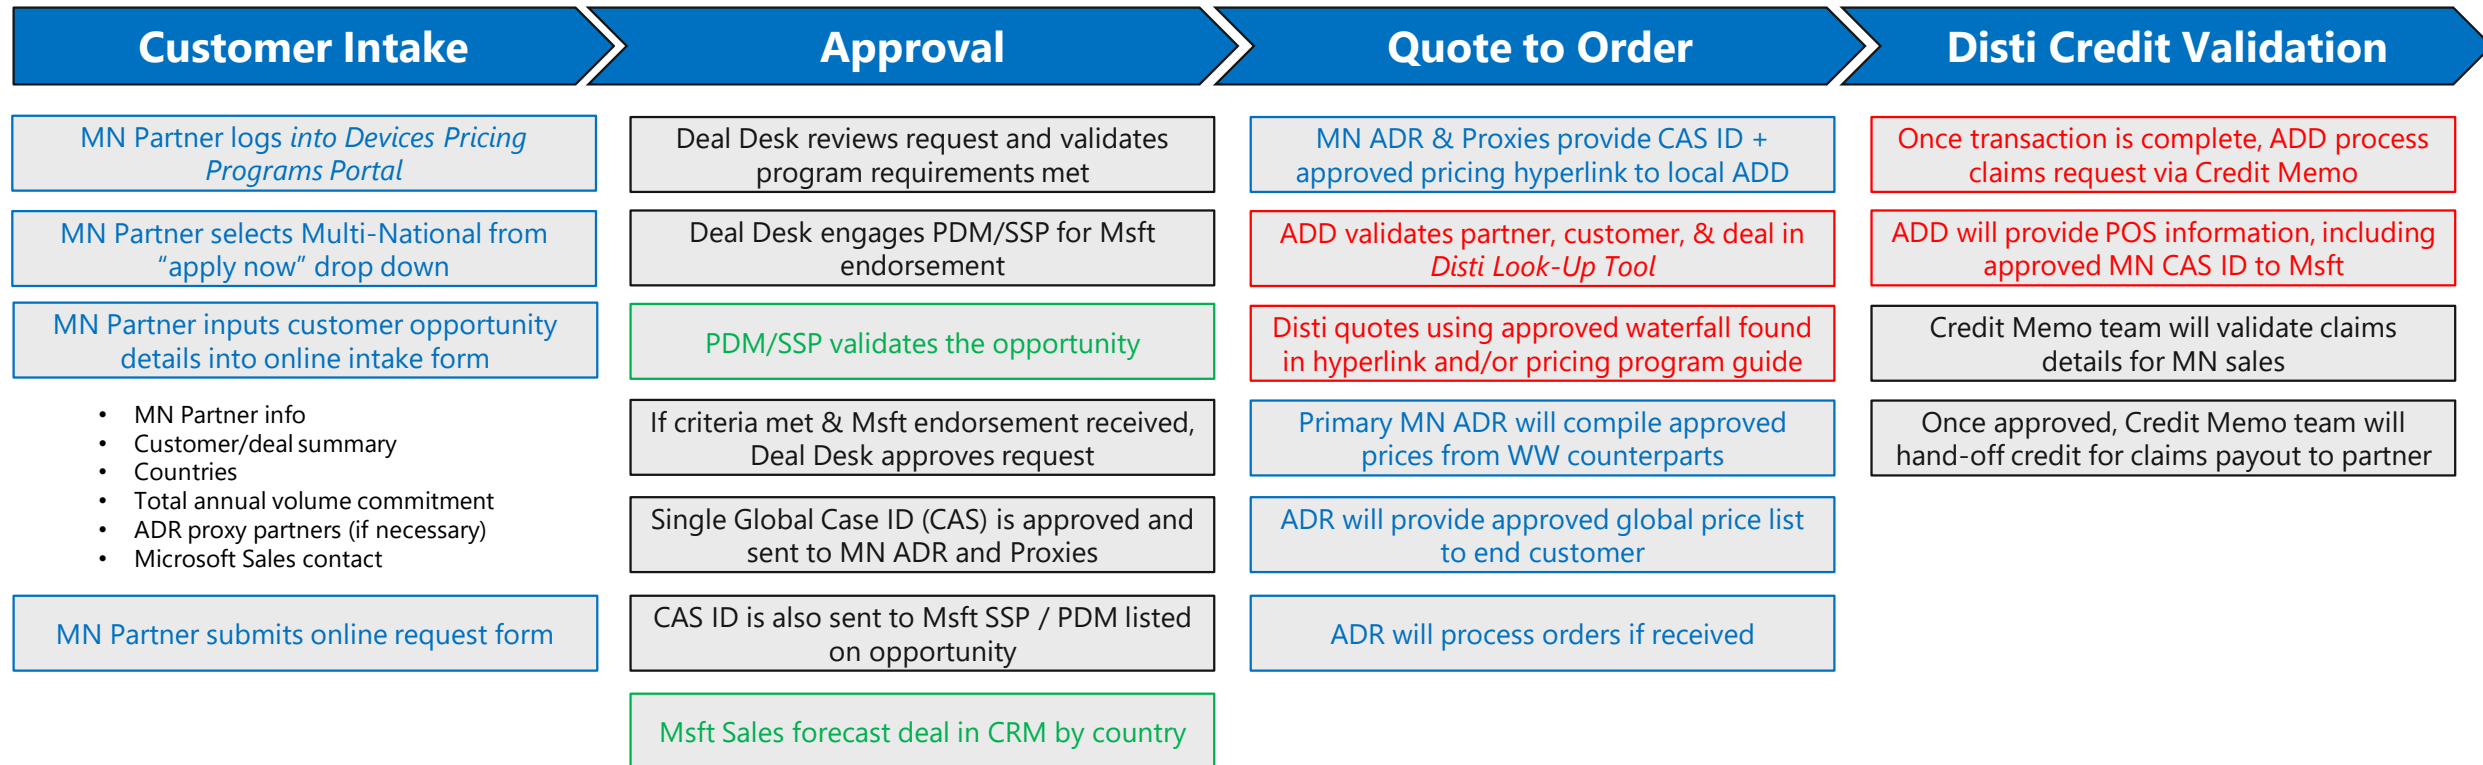 Customer Intake
MN Partner logs into Devices Pricing
Programs Portal
MN Partner selects Multi-National from
“apply now” drop down
MN Partner inputs customer opportunity
details into online intake form
• MN Partner info
• Customer/deal summary
• Countries
• Total annual volume commitment
• ADR proxy partners (if necessary)
• Microsoft Sales contact
MN Partner submits online request form
Approval
Deal Desk reviews request and validates
program requirements met
Deal Desk engages PDM/SSP for Msft
endorsement
PDM/SSP validates the opportunity
If criteria met & Msft endorsement received,
Deal Desk approves request
Single Global Case ID (CAS) is approved and
sent to MN ADR and Proxies
CAS ID is also sent to Msft SSP / PDM listed
on opportunity
Msft Sales forecast deal in CRM by country
Quote to Order
MN ADR & Proxies provide CAS ID +
approved pricing hyperlink to local ADD
ADD validates partner, customer, & deal in
Disti Look-Up Tool
Disti quotes using approved waterfall found
in hyperlink and/or pricing program guide
Primary MN ADR will compile approved
prices from WW counterparts
ADR will provide approved global price list
to end customer
ADR will process orders if received
Disti Credit Validation
Once transaction is complete, ADD process
claims request via Credit Memo
ADD will provide POS information, including
approved MN CAS ID to Msft
Credit Memo team will validate claims
details for MN sales
Once approved, Credit Memo team will
hand-off credit for claims payout to partner